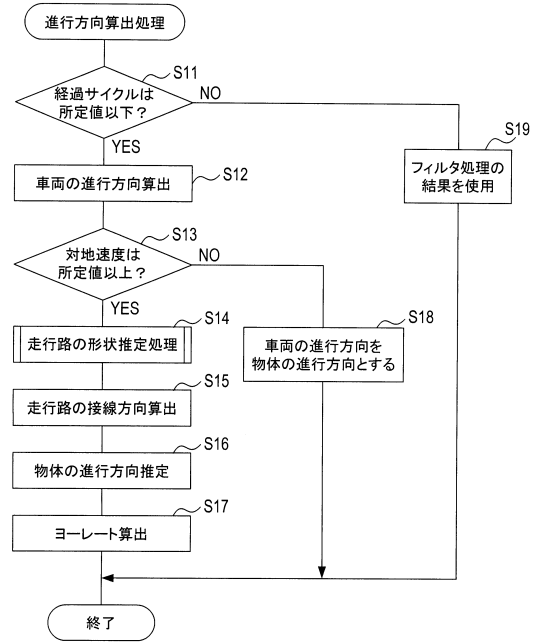 進行方向算出処理
S11
経過サイクルは
所定値以下？
NO
YES
S19
フィルタ処理の
結果を使用
S12
車両の進行方向算出
S13
対地速度は
所定値以上？
NO
YES
S14
走行路の形状推定処理
S18
車両の進行方向を
物体の進行方向とする
S15
走行路の接線方向算出
S16
物体の進行方向推定
S17
ヨーレート算出
終了